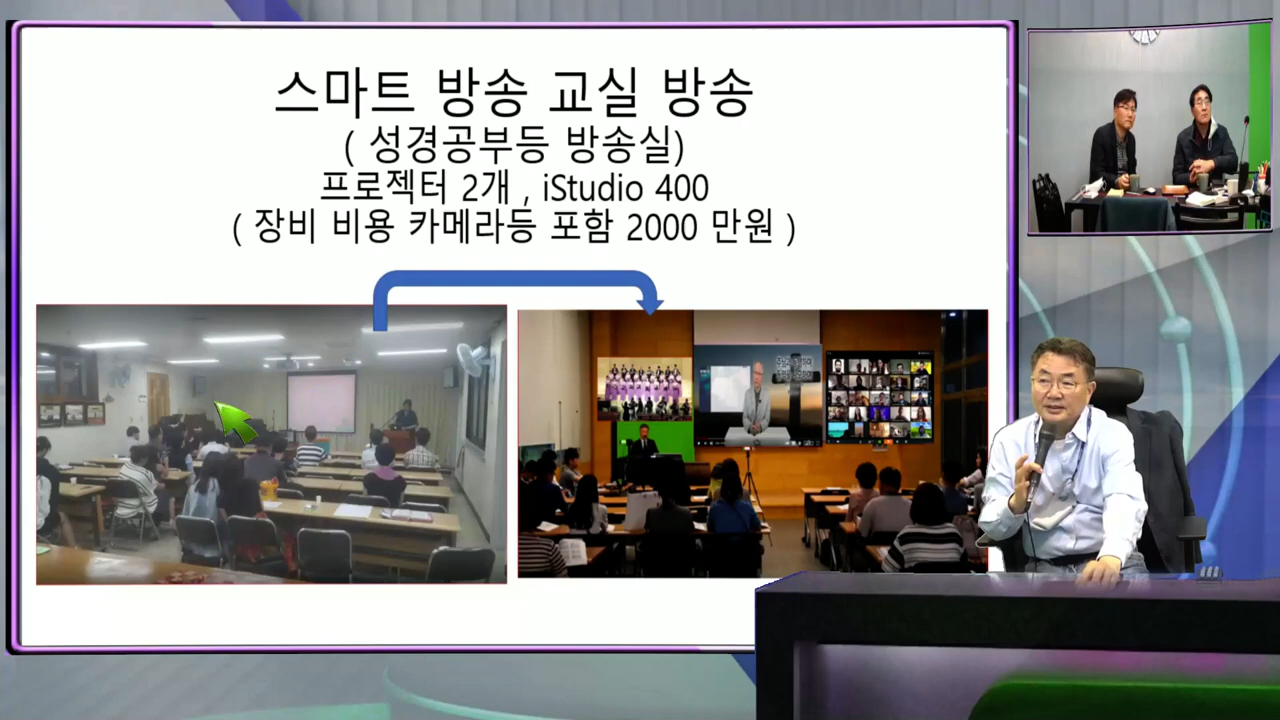 스마트 방송 교실 방송
( 성경공부등 방송실)
프로젝터 2개 , iStudio 400
( 장비 비용 카메라등 포함 2000 만원 )